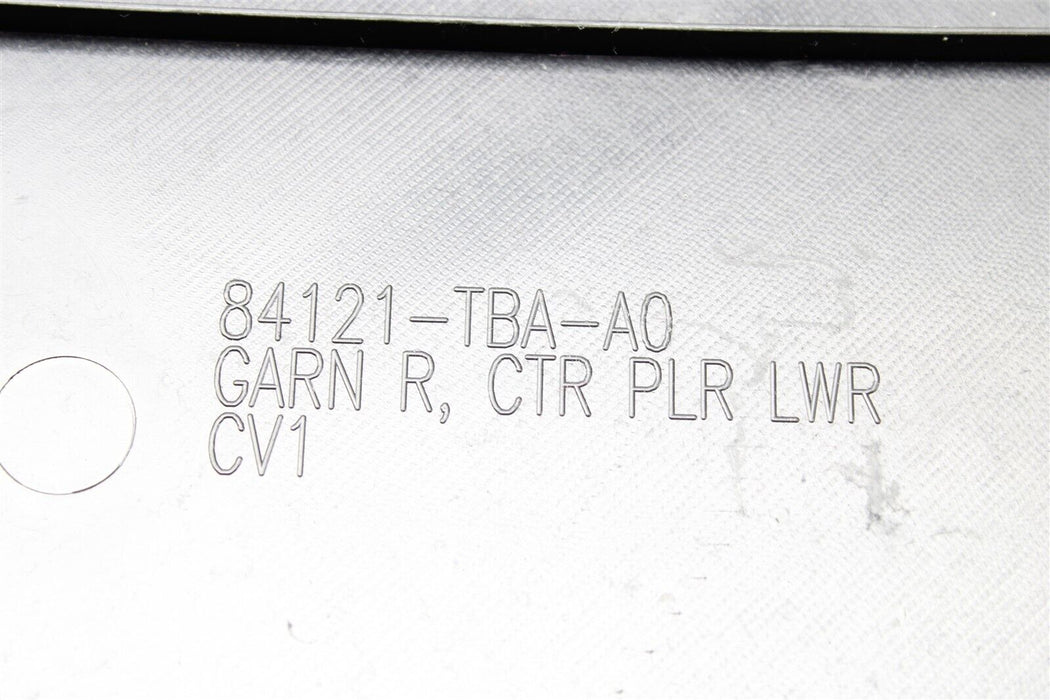 84121-TBA-A0
GARN R, CTR PLR LWR
CV1